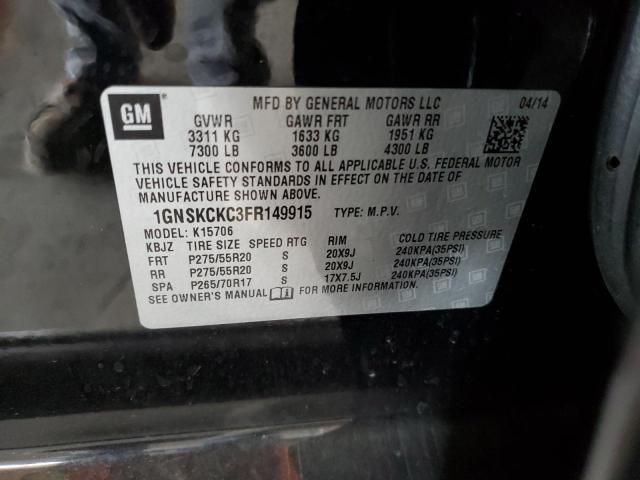 GM
MFD BY GENERAL MOTORS LLC 04/14
GVWR GAWR FRT GAWR RR
3311 KG 1633 KG 1951 KG
7300 LB 3600 LB 4300 LB
THIS VEHICLE CONFORMS TO ALL APPLICABLE U.S. FEDERAL MOTOR
VEHICLE SAFETY STANDARDS IN EFFECT ON THE DATE OF
MANUFACTURE SHOWN ABOVE.
1GNSKCKC3FR149915 TYPE: M.P.V.
MODEL: K15706
KBJZ TIRE SIZE SPEED RTG RIM COLD TIRE PRESSURE
FRT P275/55R20 S 20X9J 240KPA(35PSI)
RR P275/55R20 S 20X9J 240KPA(35PSI)
SPA P265/70R17 S 17X7.5J 240KPA(35PSI)
SEE OWNER'S MANUAL FOR MORE INFORMATION.